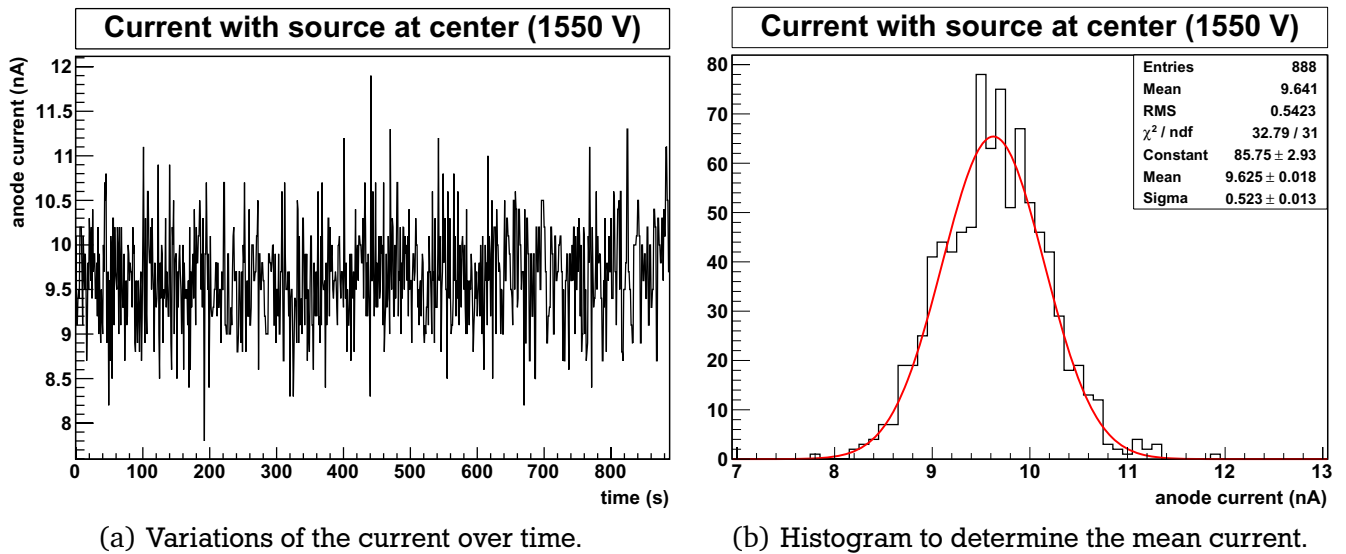 Current with source at center (1550 V)
anode current (nA)
12
11.5
11
10.5
10
9.5
9
8.5
8
0 100 200 300 400 500 600 700 800
time (s)
(a) Variations of the current over time.
Current with source at center (1550 V)
Entries 888
Mean 9.641
RMS 0.5423
χ² / ndf 32.79 / 31
Constant 85.75 ± 2.93
Mean 9.625 ± 0.018
Sigma 0.523 ± 0.013
80
70
60
50
40
30
20
10
0
7 8 9 10 11 12 13
anode current (nA)
(b) Histogram to determine the mean current.